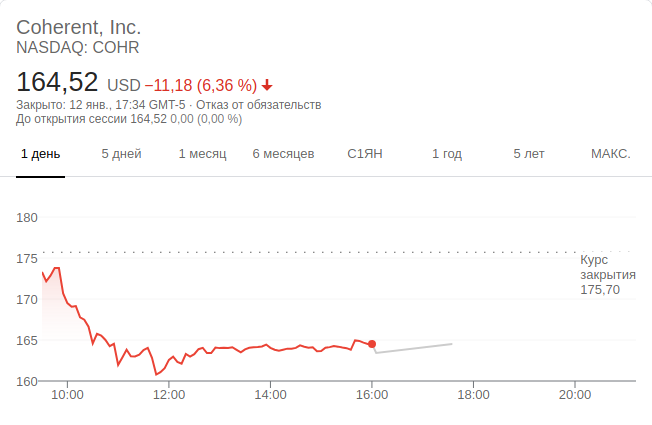 Coherent, Inc.
NASDAQ: COHR
164,52 USD −11,18 (6,36 %)
Закрыто: 12 янв., 17:34 GMT-5 · Отказ от обязательств
До открытия сессии 164,52 0,00 (0,00 %)
1 день 5 дней 1 месяц 6 месяцев С1ЯН 1 год 5 лет МАКС.
180
175
Курс
закрытия
175,70
170
165
160
10:00 12:00 14:00 16:00 18:00 20:00